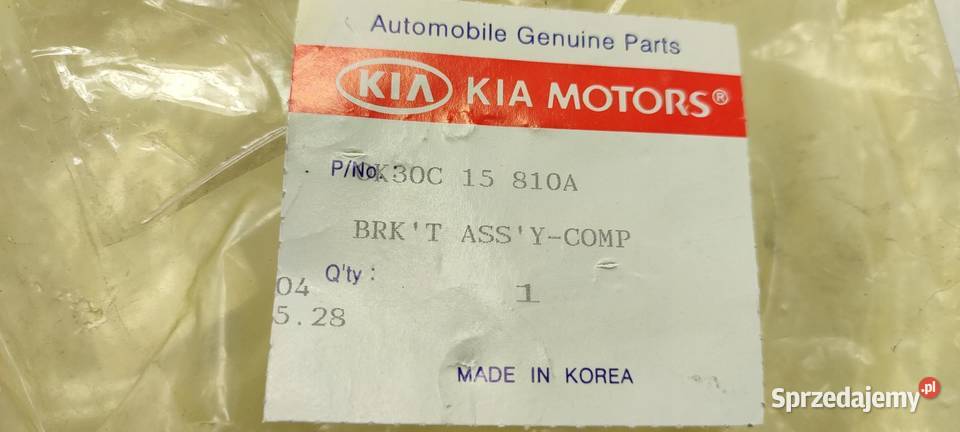 Automobile Genuine Parts
KIA KIA MOTORS®
P/No. : 0K30C 15 810A
BRK'T ASS'Y-COMP
Q'ty : 1
04
5.28
MADE IN KOREA
Sprzedajemy.pl